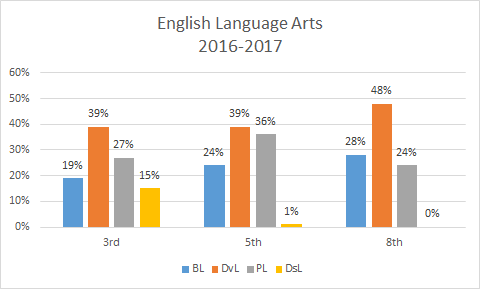 English Language Arts
2016-2017
60%
50%
40%
30%
20%
10%
0%
19%
39%
27%
15%
24%
39%
36%
1%
28%
48%
24%
0%
3rd
5th
8th
BL
DvL
PL
DsL